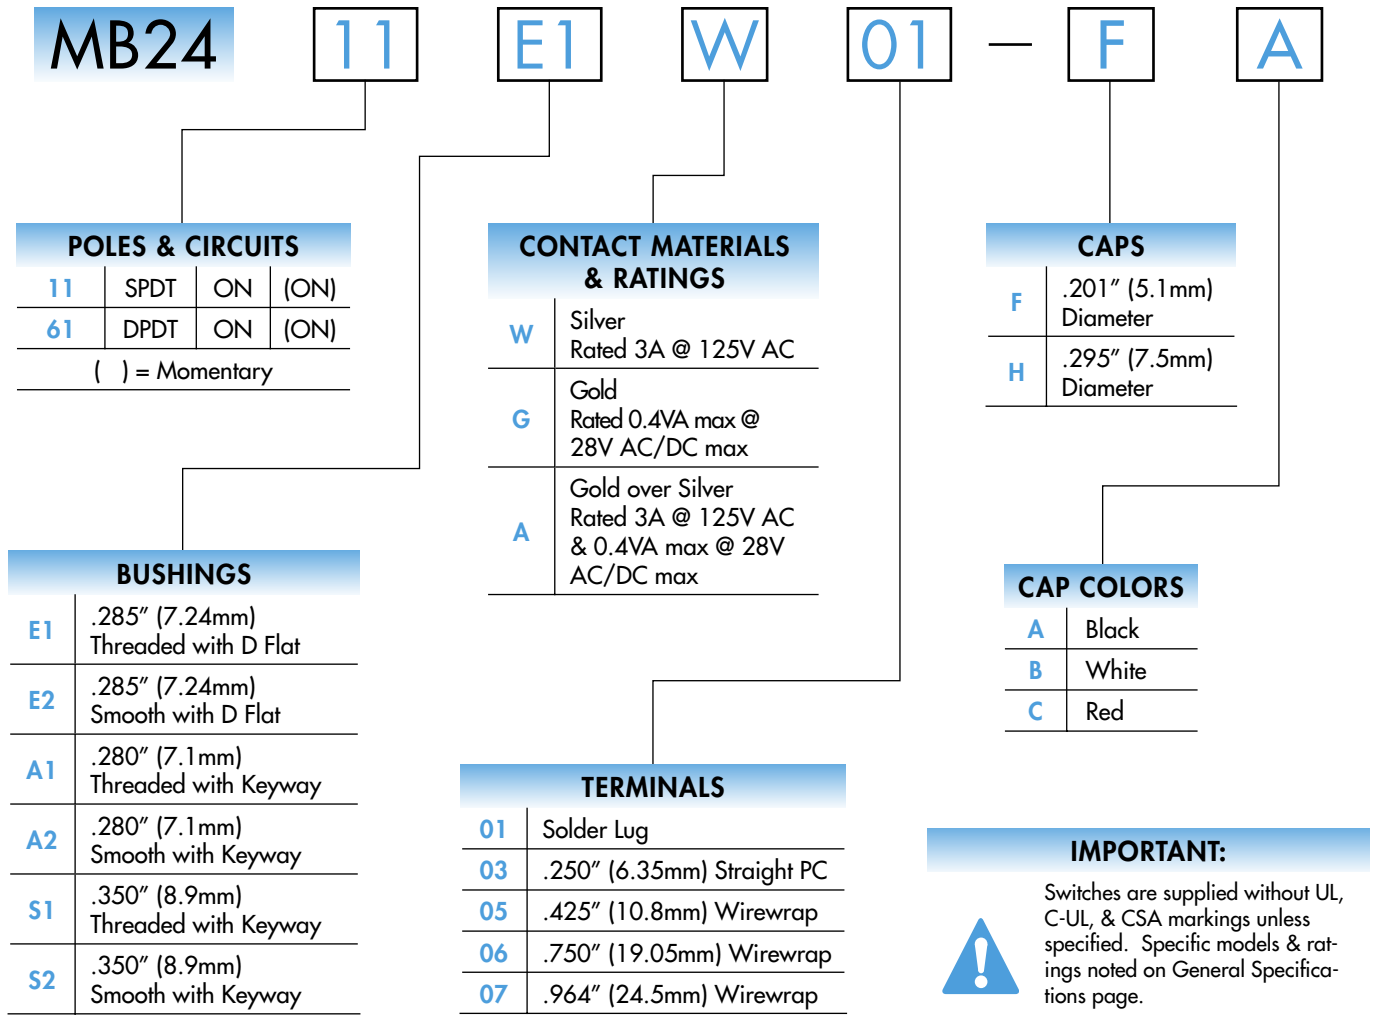 MB24 11 E1 W 01 — F A
POLES & CIRCUITS
11 SPDT ON (ON)
61 DPDT ON (ON)
( ) = Momentary
BUSHINGS
E1 .285" (7.24mm)
Threaded with D Flat
E2 .285" (7.24mm)
Smooth with D Flat
A1 .280" (7.1mm)
Threaded with Keyway
A2 .280" (7.1mm)
Smooth with Keyway
S1 .350" (8.9mm)
Threaded with Keyway
S2 .350" (8.9mm)
Smooth with Keyway
CONTACT MATERIALS
& RATINGS
W Silver
Rated 3A @ 125V AC
G Gold
Rated 0.4VA max @
28V AC/DC max
A Gold over Silver
Rated 3A @ 125V AC
& 0.4VA max @ 28V
AC/DC max
TERMINALS
01 Solder Lug
03 .250" (6.35mm) Straight PC
05 .425" (10.8mm) Wirewrap
06 .750" (19.05mm) Wirewrap
07 .964" (24.5mm) Wirewrap
CAPS
F .201" (5.1mm)
Diameter
H .295" (7.5mm)
Diameter
CAP COLORS
A Black
B White
C Red
IMPORTANT:
Switches are supplied without UL,
C-UL, & CSA markings unless
specified. Specific models & rat-
ings noted on General Specifica-
tions page.